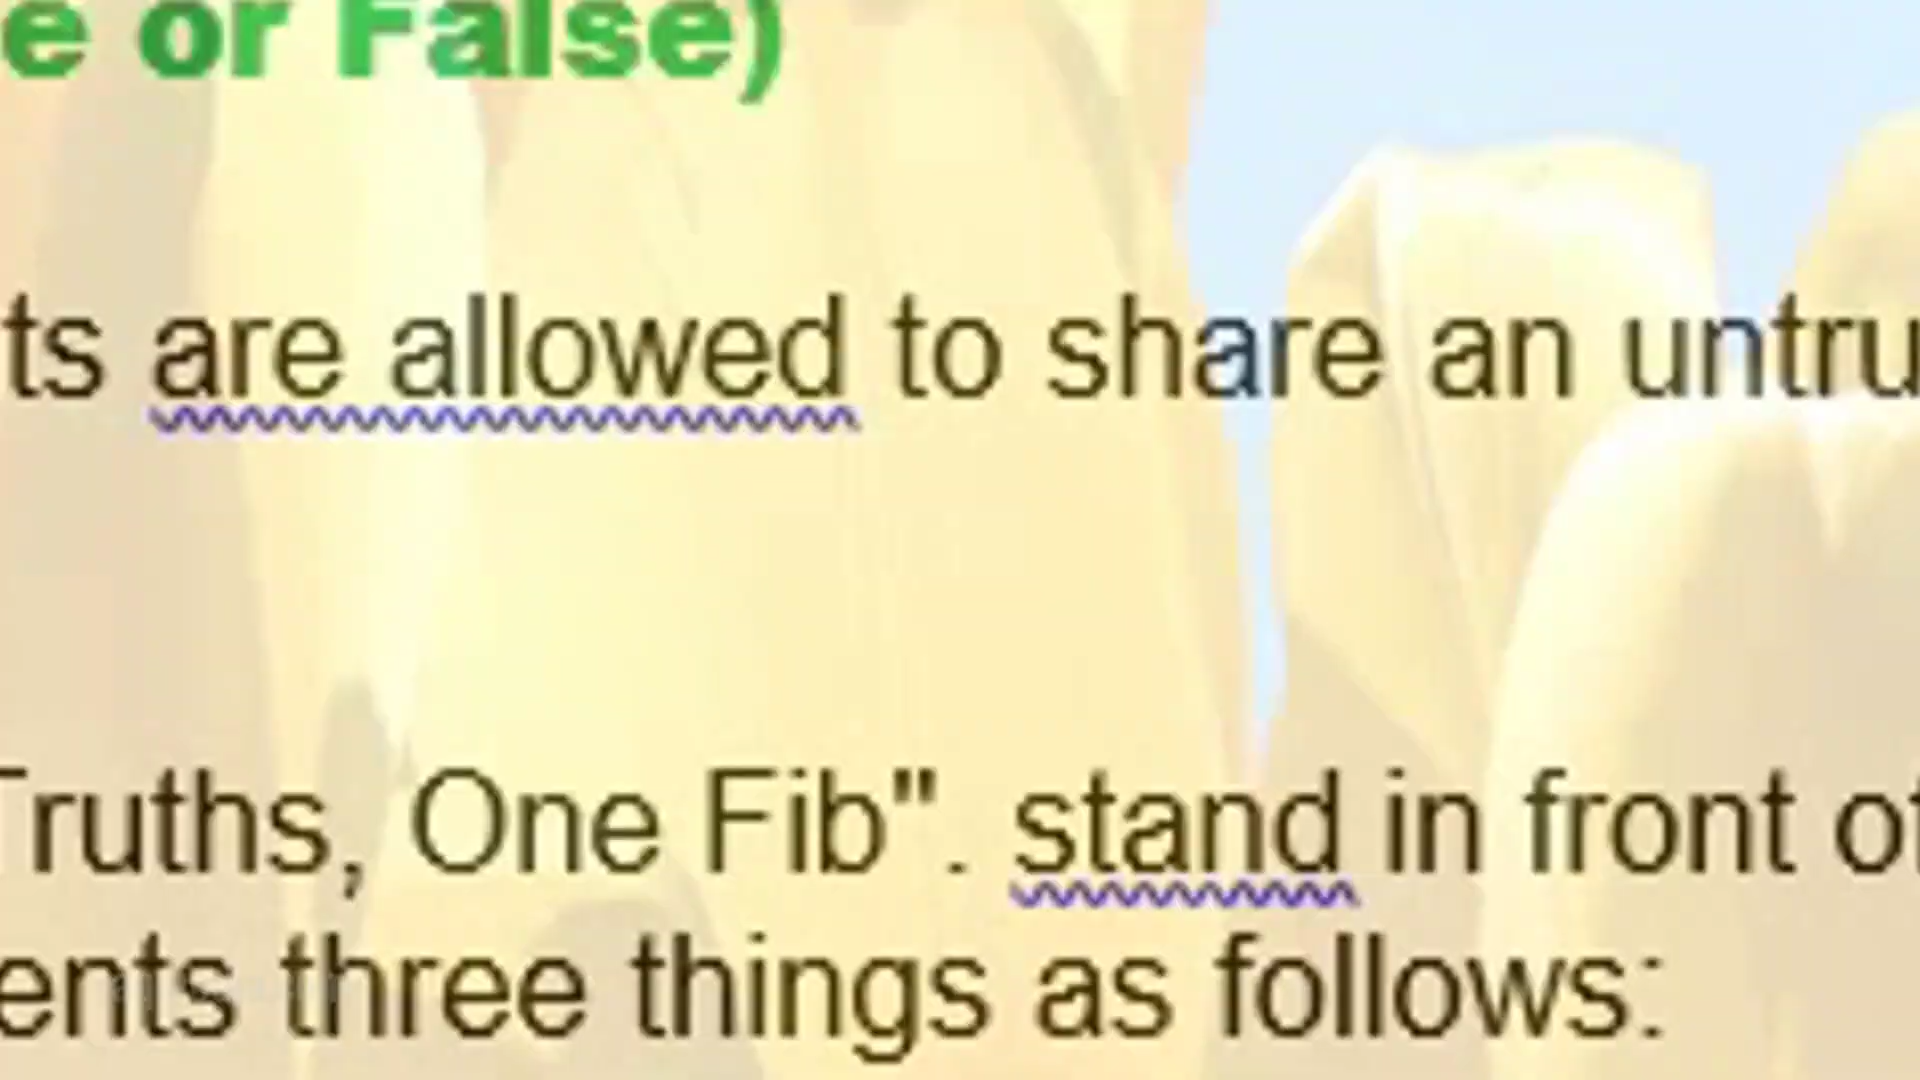 e or False)
ts are allowed to share an untru
Truths, One Fib". stand in front of
ents three things as follows: